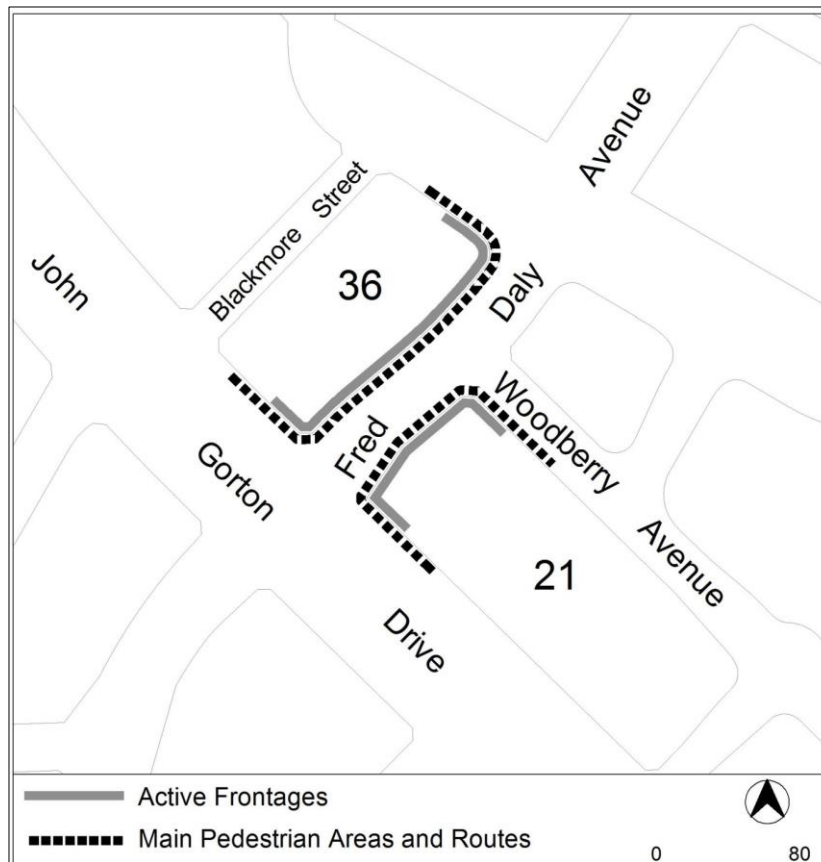 Avenue
Blackmore Street
John
36
Daly
Woodberry
Fred
Gorton
21
Avenue
Drive
Active Frontages
Main Pedestrian Areas and Routes
0 80